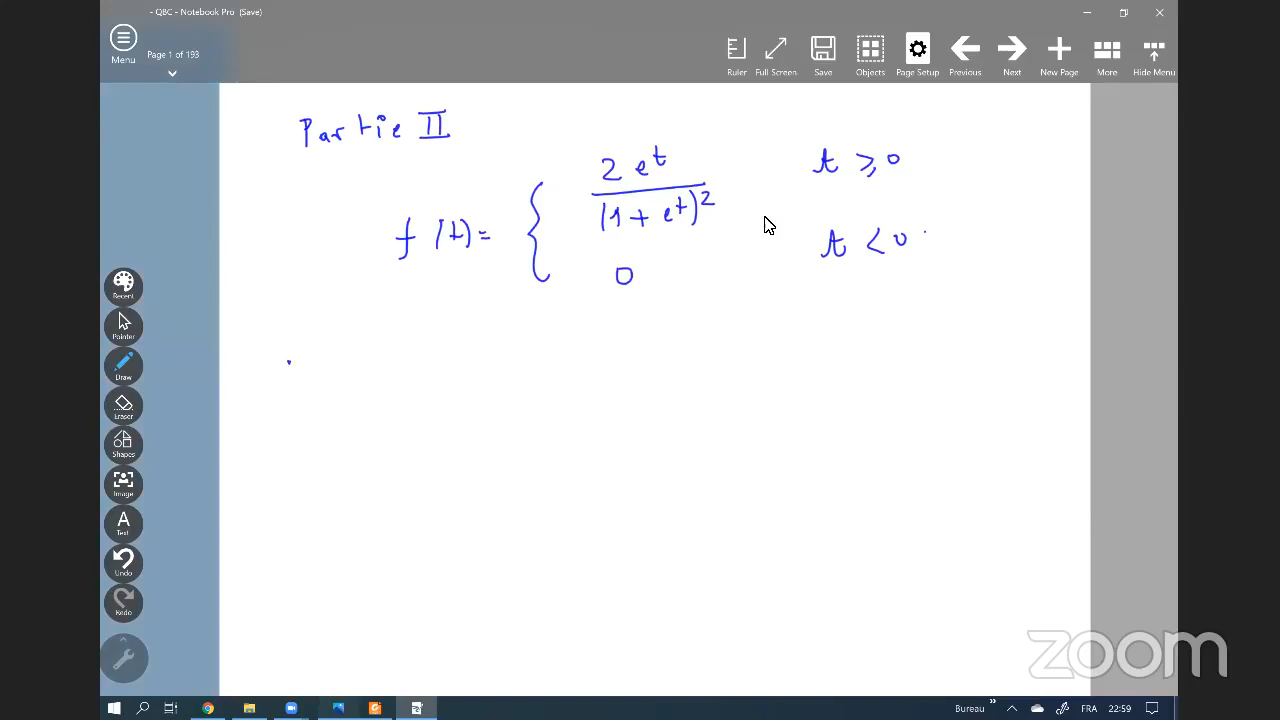 - QBC - Notebook Pro (Save)
Menu
Page 1 of 193
Ruler Full Screen Save Objects Page Setup Previous Next New Page More Hide Menu
Partie II
f(t)= { 2 e^t / (1 + e^t)^2 t ⩾ 0
0 t < 0
Recent
Pointer
Draw
Eraser
Shapes
Image
A
Text
Undo
Redo
zoom
Bureau » FRA 22:59